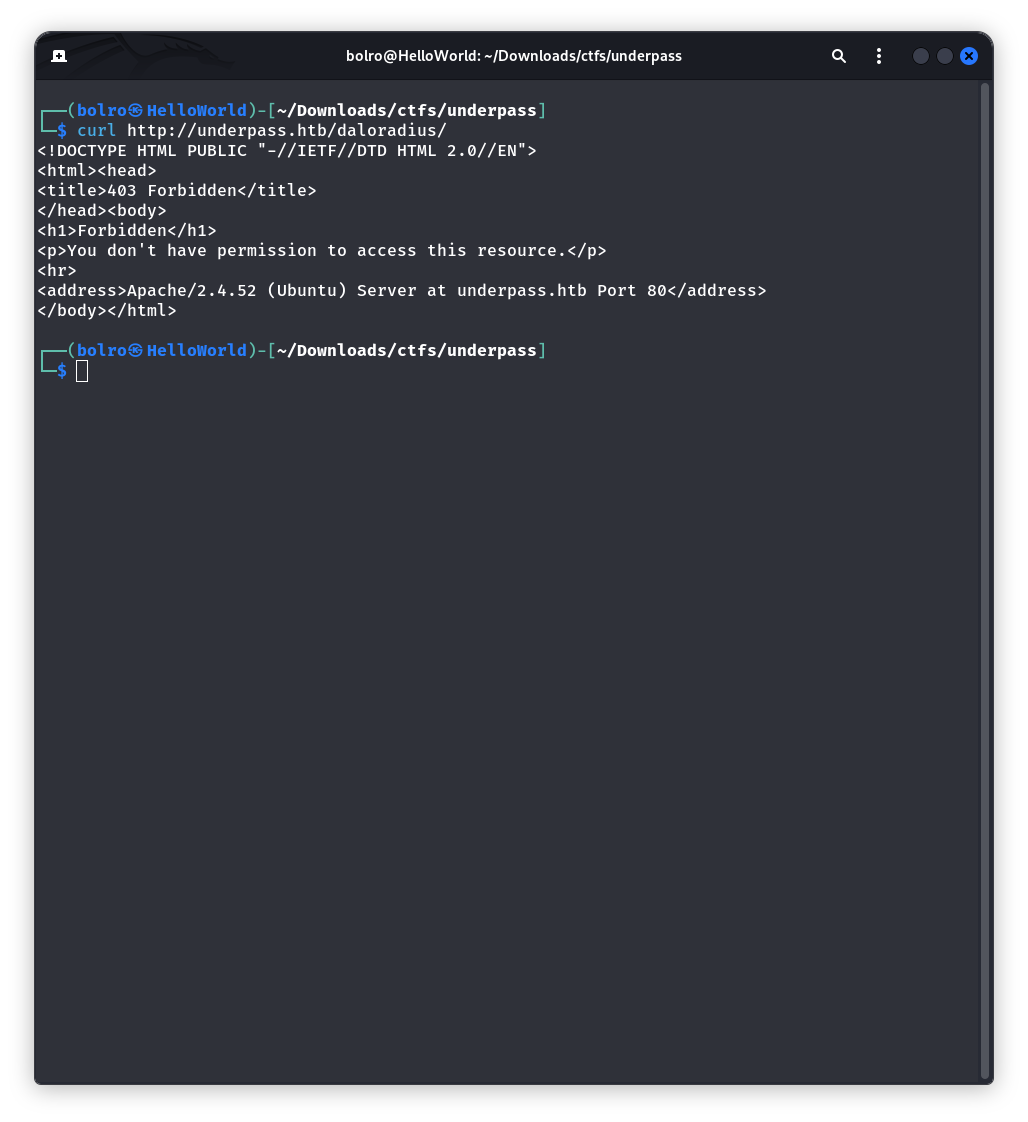 bolro@HelloWorld: ~/Downloads/ctfs/underpass
┌──(bolro㉿HelloWorld)-[~/Downloads/ctfs/underpass]
└─$ curl http://underpass.htb/daloradius/
<!DOCTYPE HTML PUBLIC "-//IETF//DTD HTML 2.0//EN">
<html><head>
<title>403 Forbidden</title>
</head><body>
<h1>Forbidden</h1>
<p>You don't have permission to access this resource.</p>
<hr>
<address>Apache/2.4.52 (Ubuntu) Server at underpass.htb Port 80</address>
</body></html>
┌──(bolro㉿HelloWorld)-[~/Downloads/ctfs/underpass]
└─$